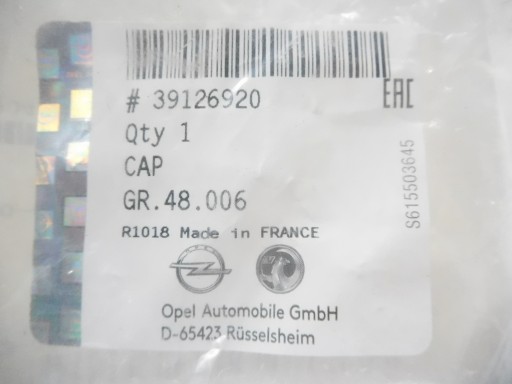 # 39126920
EAC
Qty 1
CAP
GR.48.006
R1018 Made in FRANCE
Opel Automobile GmbH
D-65423 Rüsselsheim
S615503645